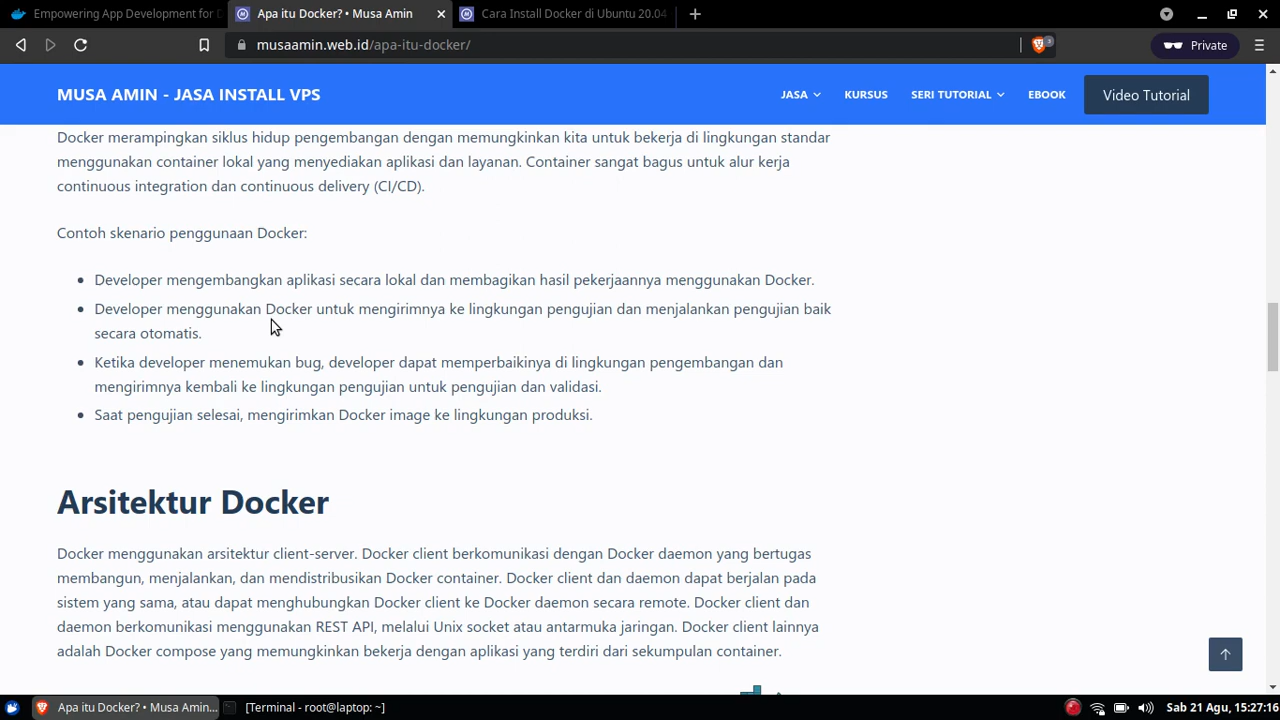 Empowering App Development for D
Apa itu Docker? • Musa Amin
Cara Install Docker di Ubuntu 20.04
musaamin.web.id/apa-itu-docker/
3
Private
MUSA AMIN - JASA INSTALL VPS
JASA
KURSUS
SERI TUTORIAL
EBOOK
Video Tutorial
Docker merampingkan siklus hidup pengembangan dengan memungkinkan kita untuk bekerja di lingkungan standar
menggunakan container lokal yang menyediakan aplikasi dan layanan. Container sangat bagus untuk alur kerja
continuous integration dan continuous delivery (CI/CD).
Contoh skenario penggunaan Docker:
Developer mengembangkan aplikasi secara lokal dan membagikan hasil pekerjaannya menggunakan Docker.
Developer menggunakan Docker untuk mengirimnya ke lingkungan pengujian dan menjalankan pengujian baik
secara otomatis.
Ketika developer menemukan bug, developer dapat memperbaikinya di lingkungan pengembangan dan
mengirimnya kembali ke lingkungan pengujian untuk pengujian dan validasi.
Saat pengujian selesai, mengirimkan Docker image ke lingkungan produksi.
Arsitektur Docker
Docker menggunakan arsitektur client-server. Docker client berkomunikasi dengan Docker daemon yang bertugas
membangun, menjalankan, dan mendistribusikan Docker container. Docker client dan daemon dapat berjalan pada
sistem yang sama, atau dapat menghubungkan Docker client ke Docker daemon secara remote. Docker client dan
daemon berkomunikasi menggunakan REST API, melalui Unix socket atau antarmuka jaringan. Docker client lainnya
adalah Docker compose yang memungkinkan bekerja dengan aplikasi yang terdiri dari sekumpulan container.
Apa itu Docker? • Musa Amin...
[Terminal - root@laptop: ~]
Sab 21 Agu, 15:27:16